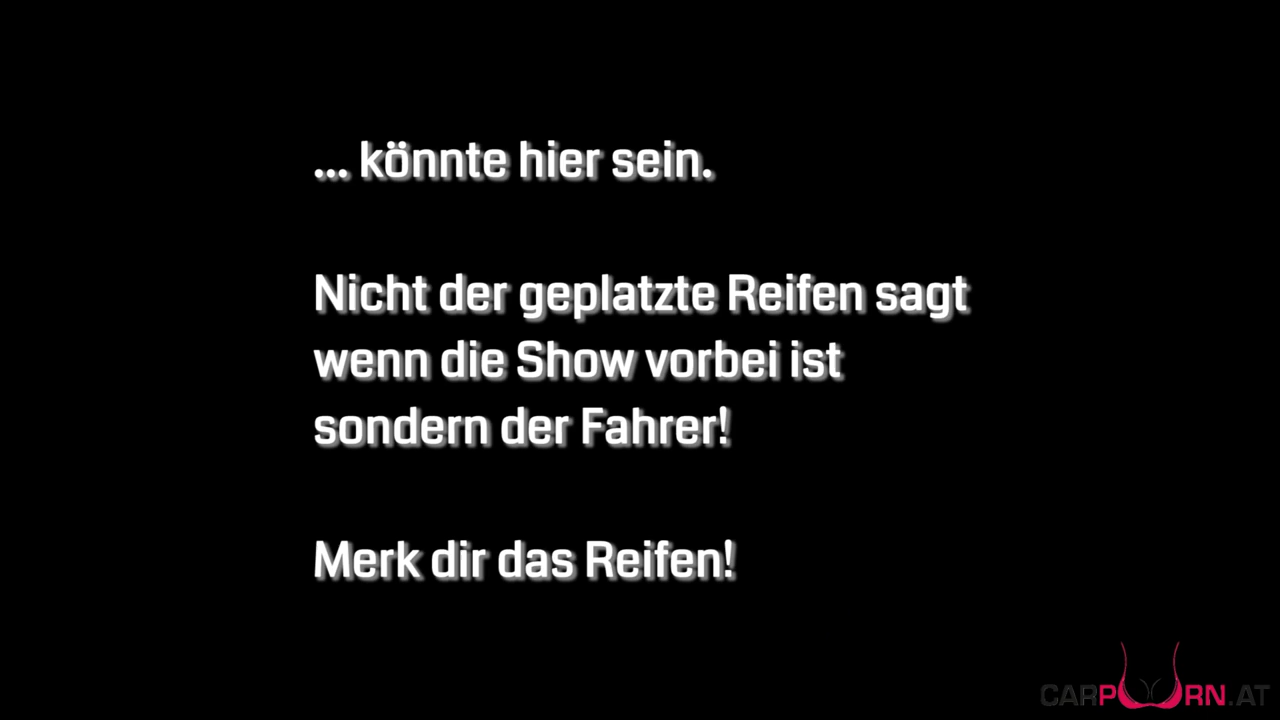 ... könnte hier sein.
Nicht der geplatzte Reifen sagt
wenn die Show vorbei ist
sondern der Fahrer!
Merk dir das Reifen!
CARPOORN.AT